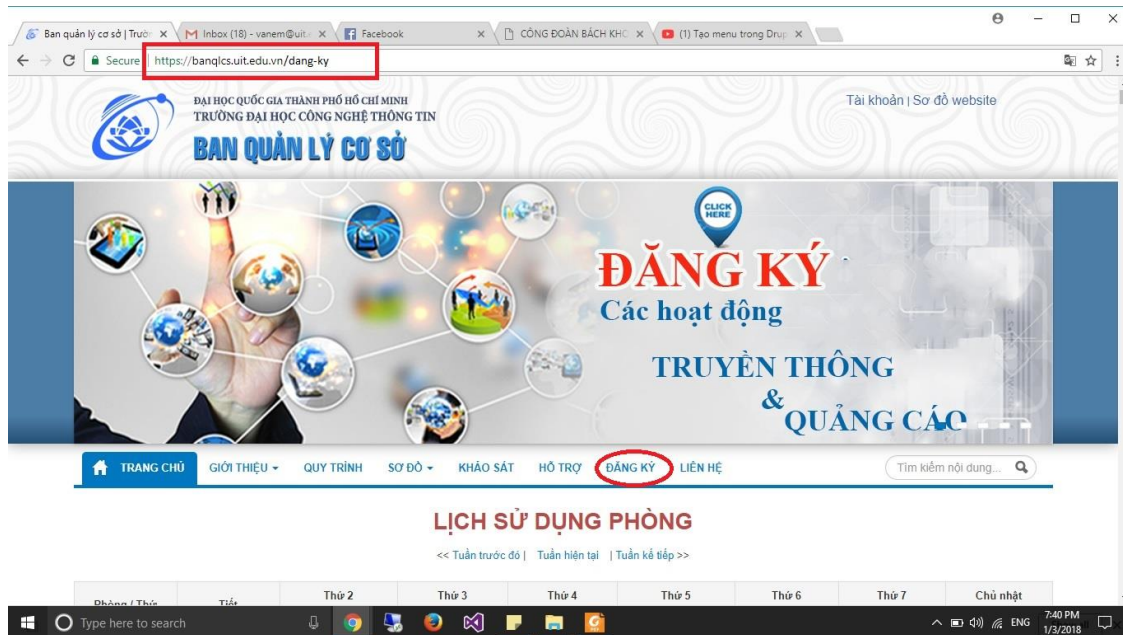 Ban quản lý cơ sở | Trườ
Inbox (18) - vanem@uit.e
Facebook
CÔNG ĐOÀN BÁCH KHO
(1) Tạo menu trong Drup
Secure
https://banqlcs.uit.edu.vn/dang-ky
ĐẠI HỌC QUỐC GIA THÀNH PHỐ HỒ CHÍ MINH
TRƯỜNG ĐẠI HỌC CÔNG NGHỆ THÔNG TIN
BAN QUẢN LÝ CƠ SỞ
Tài khoản | Sơ đồ website
CLICK
HERE
ĐĂNG KÝ
Các hoạt động
TRUYỀN THÔNG
&
QUẢNG CÁO
TRANG CHỦ
GIỚI THIỆU
QUY TRÌNH
SƠ ĐỒ
KHẢO SÁT
HỖ TRỢ
ĐĂNG KÝ
LIÊN HỆ
Tìm kiếm nội dung...
LỊCH SỬ DỤNG PHÒNG
<< Tuần trước đó | Tuần hiện tại | Tuần kế tiếp >>
Phòng / Thứ
Tiết
Thứ 2
Thứ 3
Thứ 4
Thứ 5
Thứ 6
Thứ 7
Chủ nhật
Type here to search
ENG
7:40 PM
1/3/2018